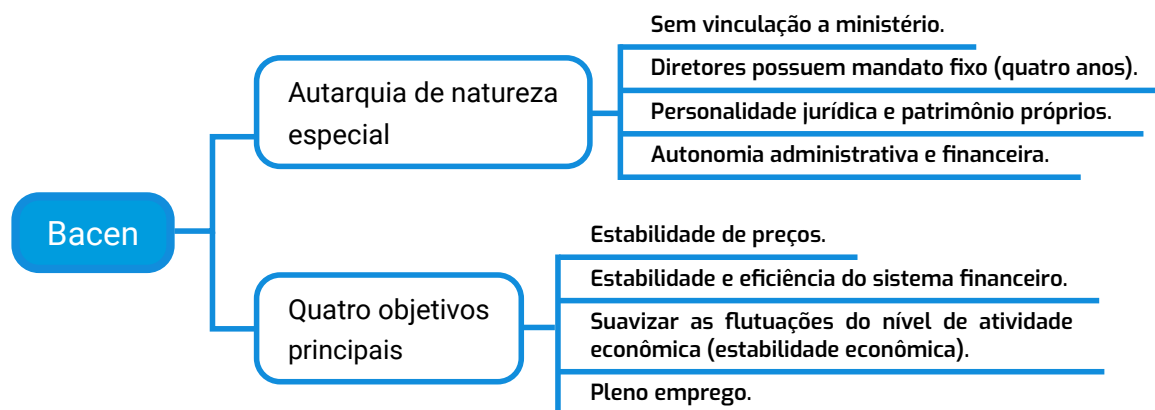 Bacen
Autarquia de natureza
especial
Sem vinculação a ministério.
Diretores possuem mandato fixo (quatro anos).
Personalidade jurídica e patrimônio próprios.
Autonomia administrativa e financeira.
Quatro objetivos
principais
Estabilidade de preços.
Estabilidade e eficiência do sistema financeiro.
Suavizar as flutuações do nível de atividade
econômica (estabilidade econômica).
Pleno emprego.